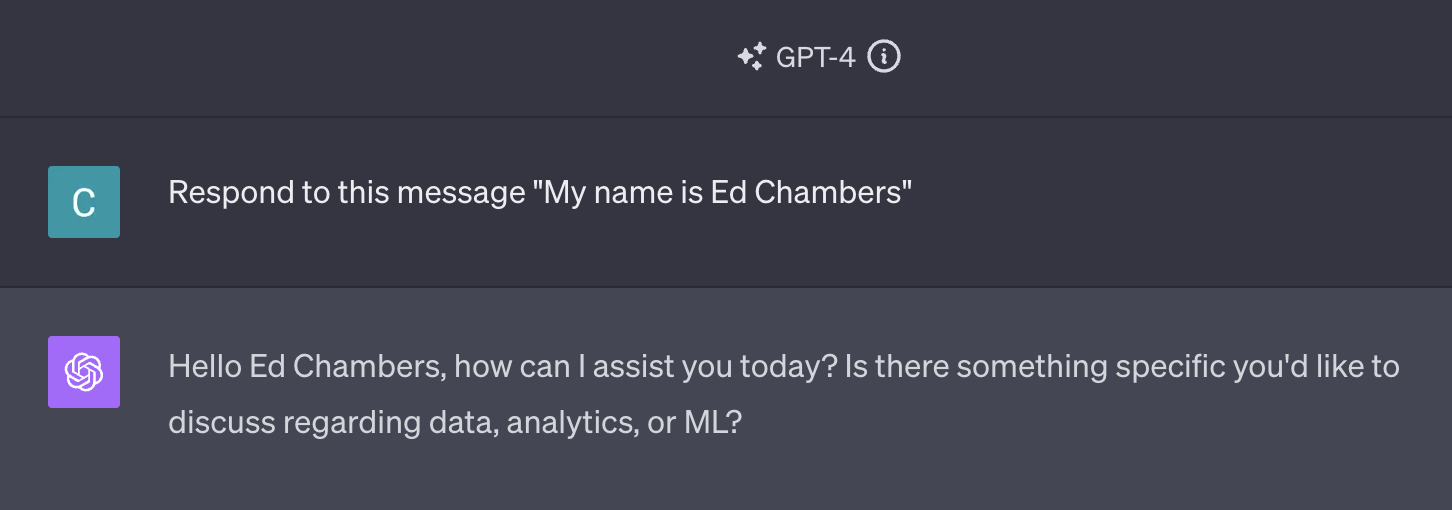 GPT-4
C
Respond to this message "My name is Ed Chambers"
Hello Ed Chambers, how can I assist you today? Is there something specific you'd like to
discuss regarding data, analytics, or ML?